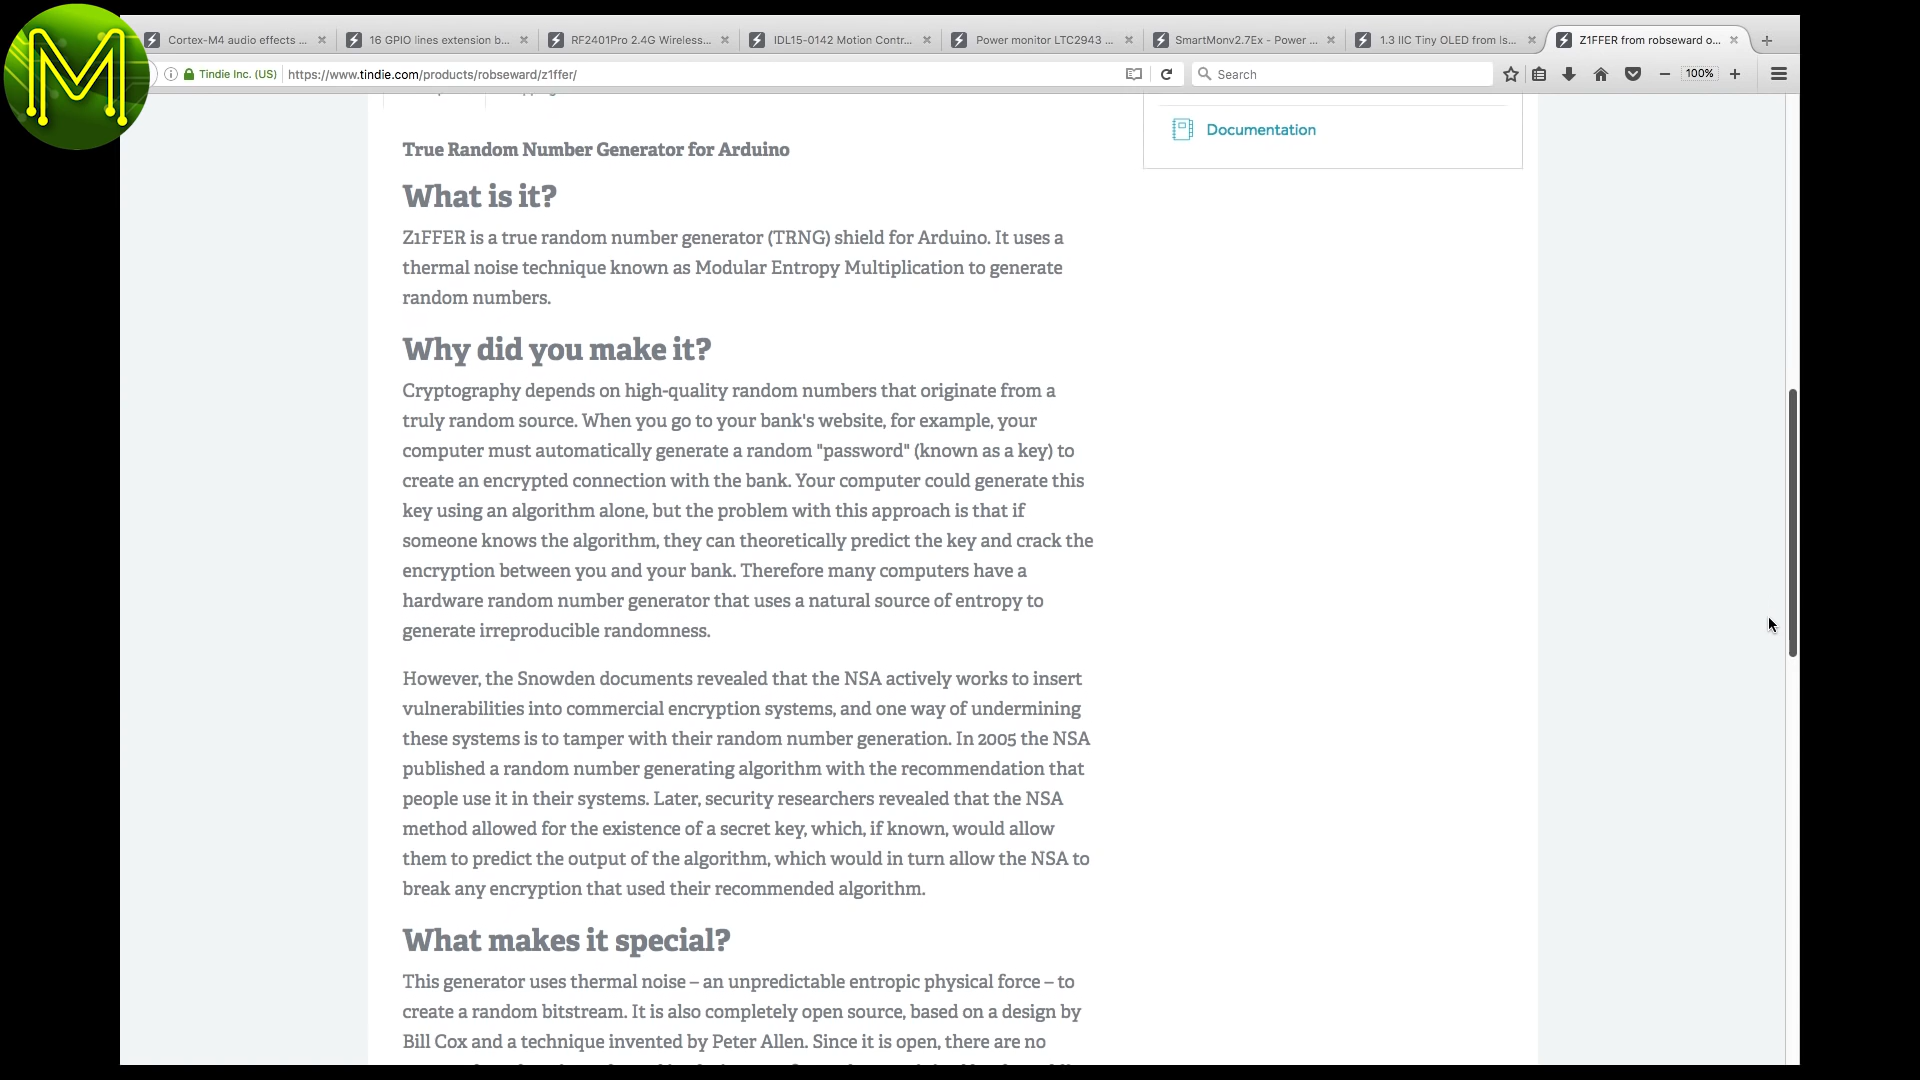 M
Cortex-M4 audio effects ...
16 GPIO lines extension b...
RF2401Pro 2.4G Wireless...
IDL15-0142 Motion Contr...
Power monitor LTC2943 ...
SmartMonv2.7Ex - Power ...
1.3 IIC Tiny OLED from Is...
Z1FFER from robseward o...
Tindie Inc. (US)
https://www.tindie.com/products/robseward/z1ffer/
Search
100%
Documentation
True Random Number Generator for Arduino
What is it?
Z1FFER is a true random number generator (TRNG) shield for Arduino. It uses a
thermal noise technique known as Modular Entropy Multiplication to generate
random numbers.
Why did you make it?
Cryptography depends on high-quality random numbers that originate from a
truly random source. When you go to your bank's website, for example, your
computer must automatically generate a random "password" (known as a key) to
create an encrypted connection with the bank. Your computer could generate this
key using an algorithm alone, but the problem with this approach is that if
someone knows the algorithm, they can theoretically predict the key and crack the
encryption between you and your bank. Therefore many computers have a
hardware random number generator that uses a natural source of entropy to
generate irreproducible randomness.
However, the Snowden documents revealed that the NSA actively works to insert
vulnerabilities into commercial encryption systems, and one way of undermining
these systems is to tamper with their random number generation. In 2005 the NSA
published a random number generating algorithm with the recommendation that
people use it in their systems. Later, security researchers revealed that the NSA
method allowed for the existence of a secret key, which, if known, would allow
them to predict the output of the algorithm, which would in turn allow the NSA to
break any encryption that used their recommended algorithm.
What makes it special?
This generator uses thermal noise – an unpredictable entropic physical force – to
create a random bitstream. It is also completely open source, based on a design by
Bill Cox and a technique invented by Peter Allen. Since it is open, there are no